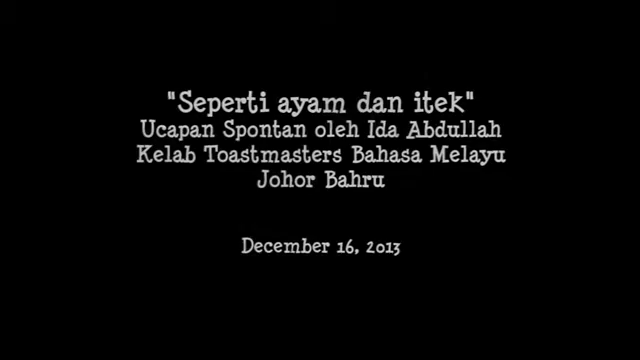 "Seperti ayam dan itek"
Ucapan Spontan oleh Ida Abdullah
Kelab Toastmasters Bahasa Melayu
Johor Bahru
December 16, 2013